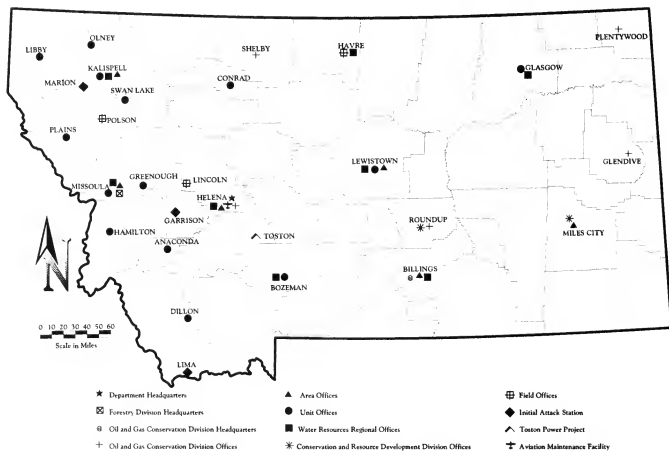 OLNEY
LIBBY
KALISPELL
MARION
SWAN LAKE
POLSON
PLAINS
SHELBY
CONRAD
HAVRE
PLENTYWOOD
GLASGOW
GLENDIVE
LEWISTOWN
MISSOULA
GREENOUGH
LINCOLN
HELENA
GARRISON
HAMILTON
ANACONDA
TOSTON
ROUNDUP
MILES CITY
BILLINGS
BOZEMAN
DILLON
LIMA
N
0 10 20 30 40 50 60
Scale in Miles
Department Headquarters
Forestry Division Headquarters
Oil and Gas Conservation Division Headquarters
Oil and Gas Conservation Division Offices
Area Offices
Unit Offices
Water Resources Regional Offices
Conservation and Resource Development Division Offices
Field Offices
Initial Attack Station
Toston Power Project
Aviation Maintenance Facility